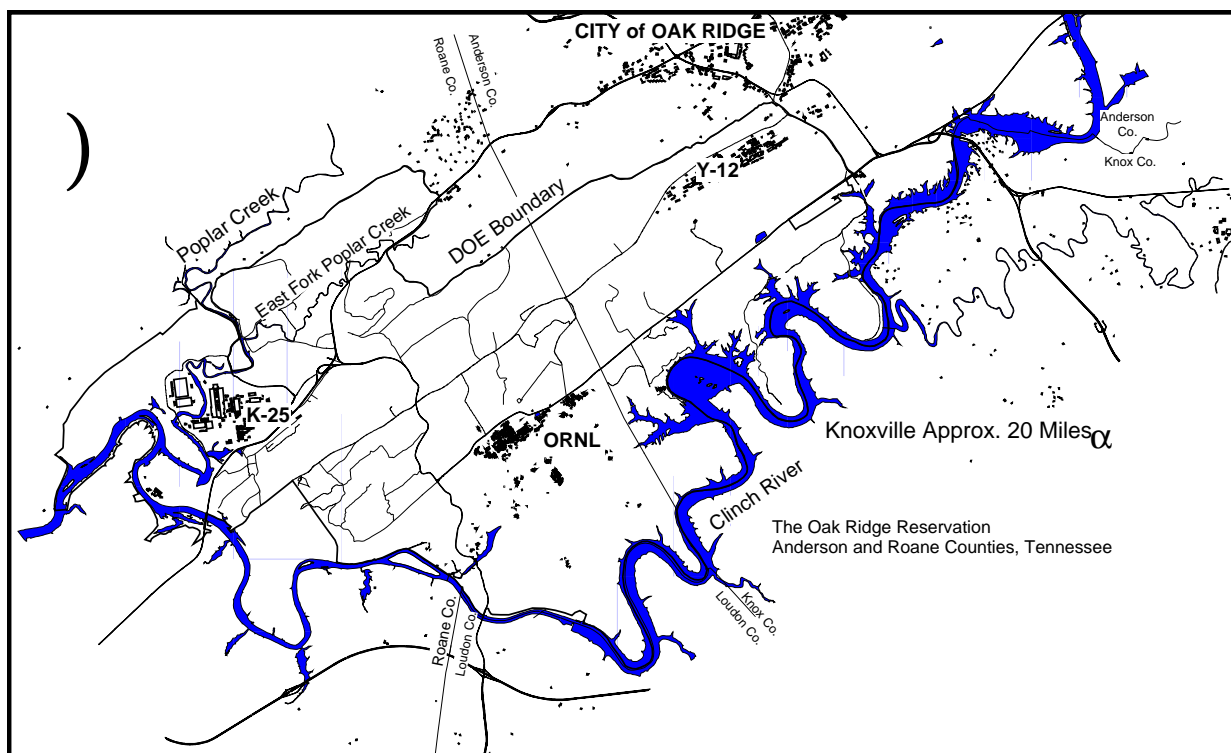 CITY of OAK RIDGE
Roane Co.
Anderson Co.
)
Anderson
Co.
Knox Co.
Y-12
Poplar Creek
DOE Boundary
East Fork Poplar Creek
K-25
ORNL
Knoxville Approx. 20 Miles α
Clinch River
The Oak Ridge Reservation
Anderson and Roane Counties, Tennessee
Roane Co.
Loudon Co.
Knox Co.
Loudon Co.